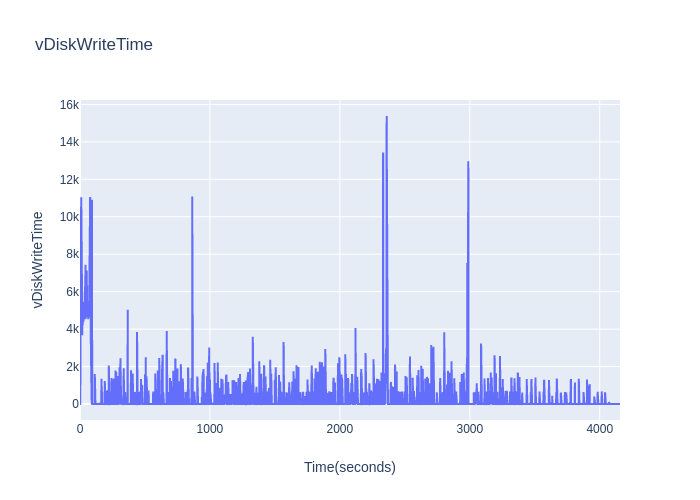 vDiskWriteTime
16k
14k
12k
10k
8k
6k
4k
2k
0
vDiskWriteTime
0 1000 2000 3000 4000
Time(seconds)